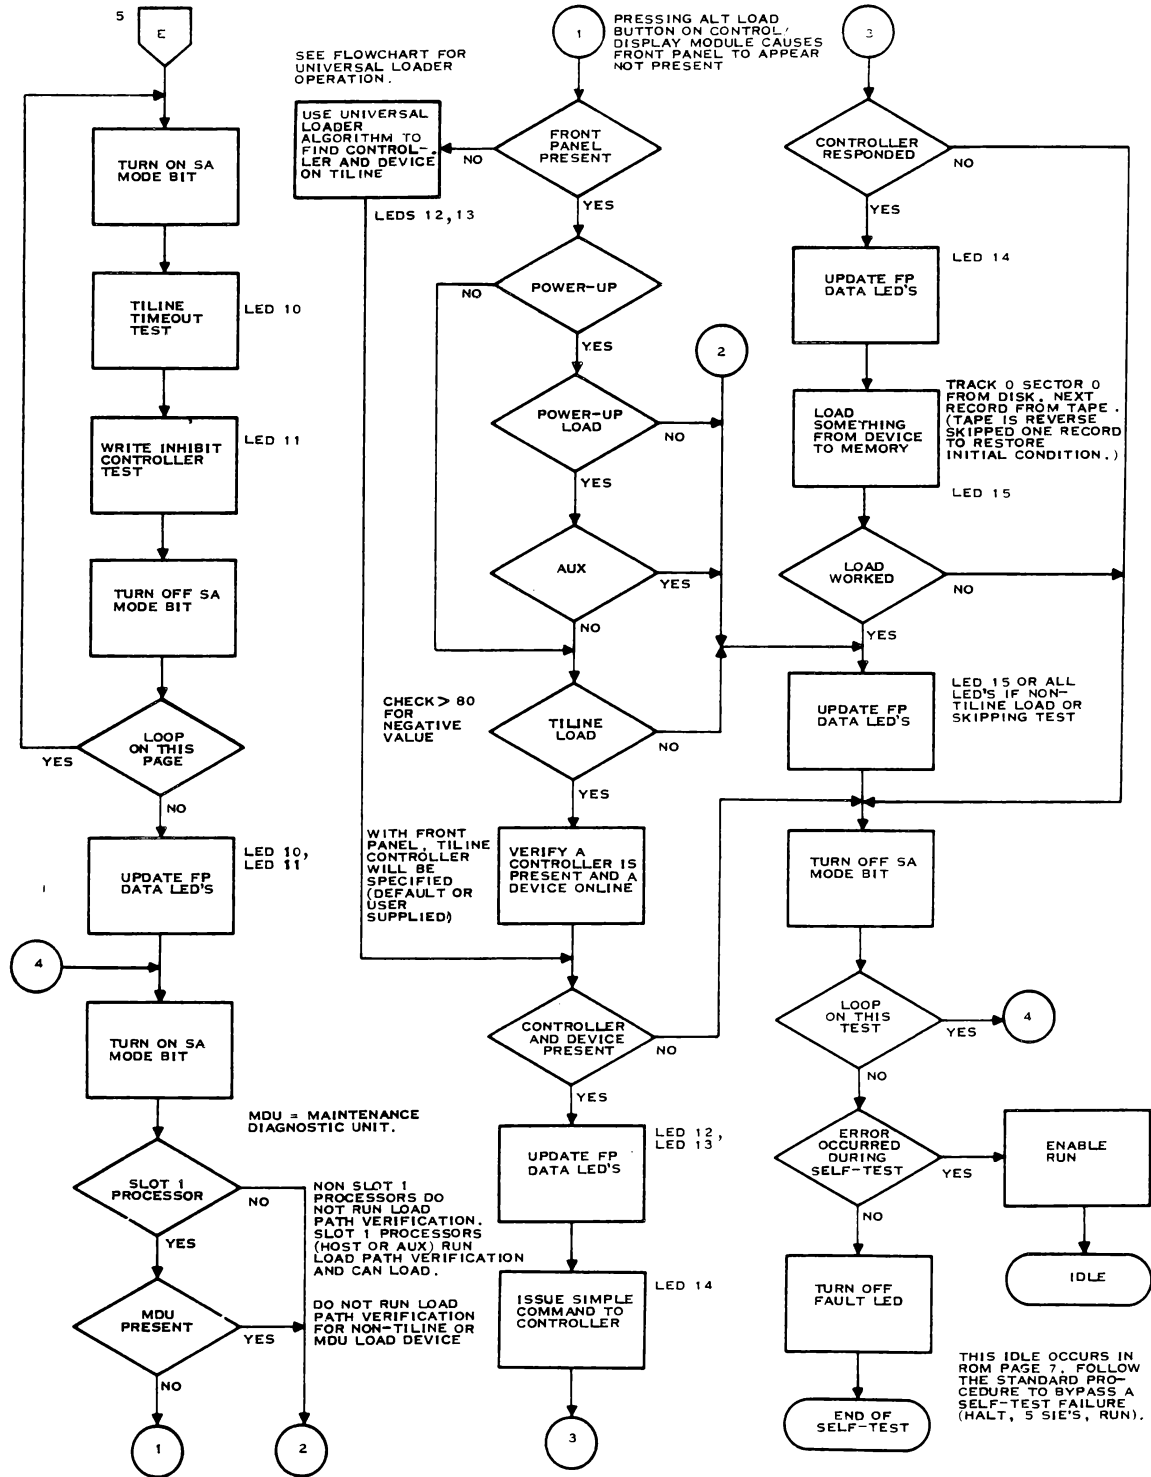 5
E
TURN ON SA
MODE BIT
TILINE
TIMEOUT
TEST
LED 10
WRITE INHIBIT
CONTROLLER
TEST
LED 11
TURN OFF SA
MODE BIT
LOOP
ON THIS
PAGE
YES
NO
UPDATE FP
DATA LED'S
LED 10,
LED 11
4
TURN ON SA
MODE BIT
MDU = MAINTENANCE
DIAGNOSTIC UNIT.
SLOT 1
PROCESSOR
NO
YES
NON SLOT 1
PROCESSORS DO
NOT RUN LOAD
PATH VERIFICATION.
SLOT 1 PROCESSORS
(HOST OR AUX) RUN
LOAD PATH VERIFICATION
AND CAN LOAD.
MDU
PRESENT
YES
NO
DO NOT RUN LOAD
PATH VERIFICATION
FOR NON-TILINE OR
MDU LOAD DEVICE
1
2
1
PRESSING ALT LOAD
BUTTON ON CONTROL/
DISPLAY MODULE CAUSES
FRONT PANEL TO APPEAR
NOT PRESENT
SEE FLOWCHART FOR
UNIVERSAL LOADER
OPERATION.
USE UNIVERSAL
LOADER
ALGORITHM TO
FIND CONTROL-
LER AND DEVICE
ON TILINE
LEDS 12,13
FRONT
PANEL
PRESENT
NO
YES
POWER-UP
NO
YES
2
POWER-UP
LOAD
NO
YES
AUX
YES
NO
CHECK > 80
FOR
NEGATIVE
VALUE
TILINE
LOAD
NO
YES
WITH FRONT
PANEL, TILINE
CONTROLLER
WILL BE
SPECIFIED
(DEFAULT OR
USER
SUPPLIED)
VERIFY A
CONTROLLER IS
PRESENT AND A
DEVICE ONLINE
CONTROLLER
AND DEVICE
PRESENT
NO
YES
UPDATE FP
DATA LED'S
LED 12,
LED 13
ISSUE SIMPLE
COMMAND TO
CONTROLLER
LED 14
3
3
CONTROLLER
RESPONDED
NO
YES
UPDATE FP
DATA LED'S
LED 14
LOAD
SOMETHING
FROM DEVICE
TO MEMORY
TRACK 0 SECTOR 0
FROM DISK. NEXT
RECORD FROM TAPE.
(TAPE IS REVERSE
SKIPPED ONE RECORD
TO RESTORE
INITIAL CONDITION.)
LED 15
LOAD
WORKED
NO
YES
UPDATE FP
DATA LED'S
LED 15 OR ALL
LED'S IF NON-
TILINE LOAD OR
SKIPPING TEST
TURN OFF SA
MODE BIT
LOOP
ON THIS
TEST
YES
4
NO
ERROR
OCCURRED
DURING
SELF-TEST
YES
NO
ENABLE
RUN
IDLE
TURN OFF
FAULT LED
END OF
SELF-TEST
THIS IDLE OCCURS IN
ROM PAGE 7. FOLLOW
THE STANDARD PRO-
CEDURE TO BYPASS A
SELF-TEST FAILURE
(HALT, 5 SIE'S, RUN).